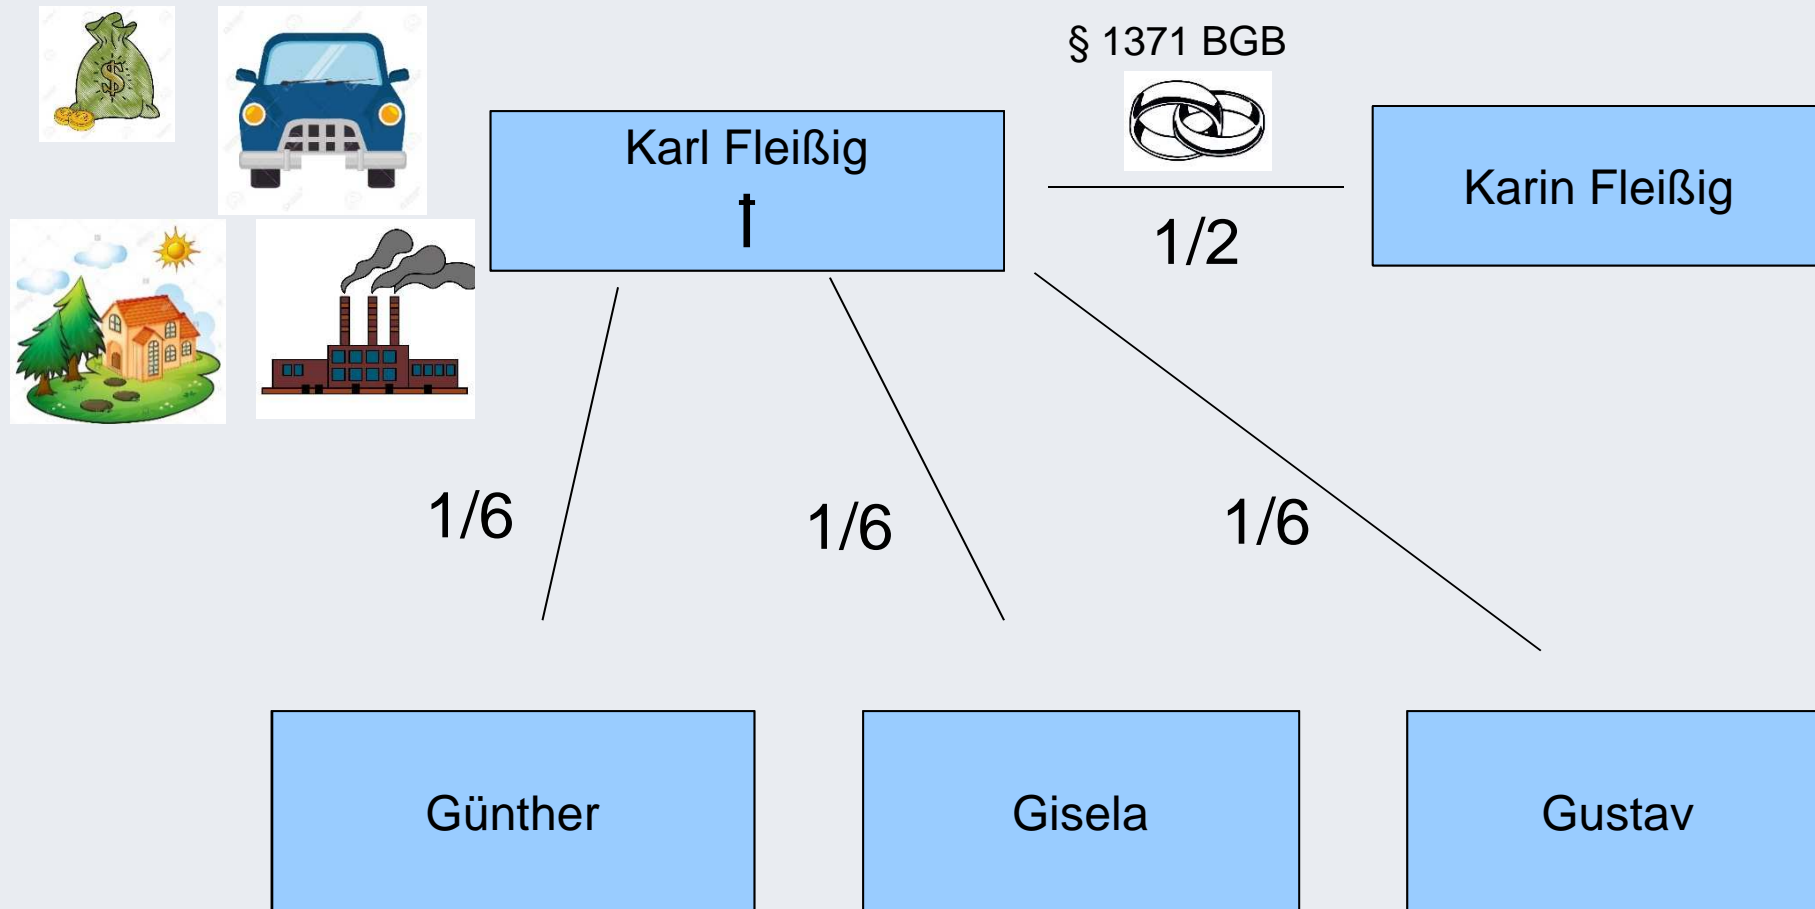 § 1371 BGB
Karl Fleißig
†
Karin Fleißig
1/2
$
1/6
1/6
1/6
Günther
Gisela
Gustav